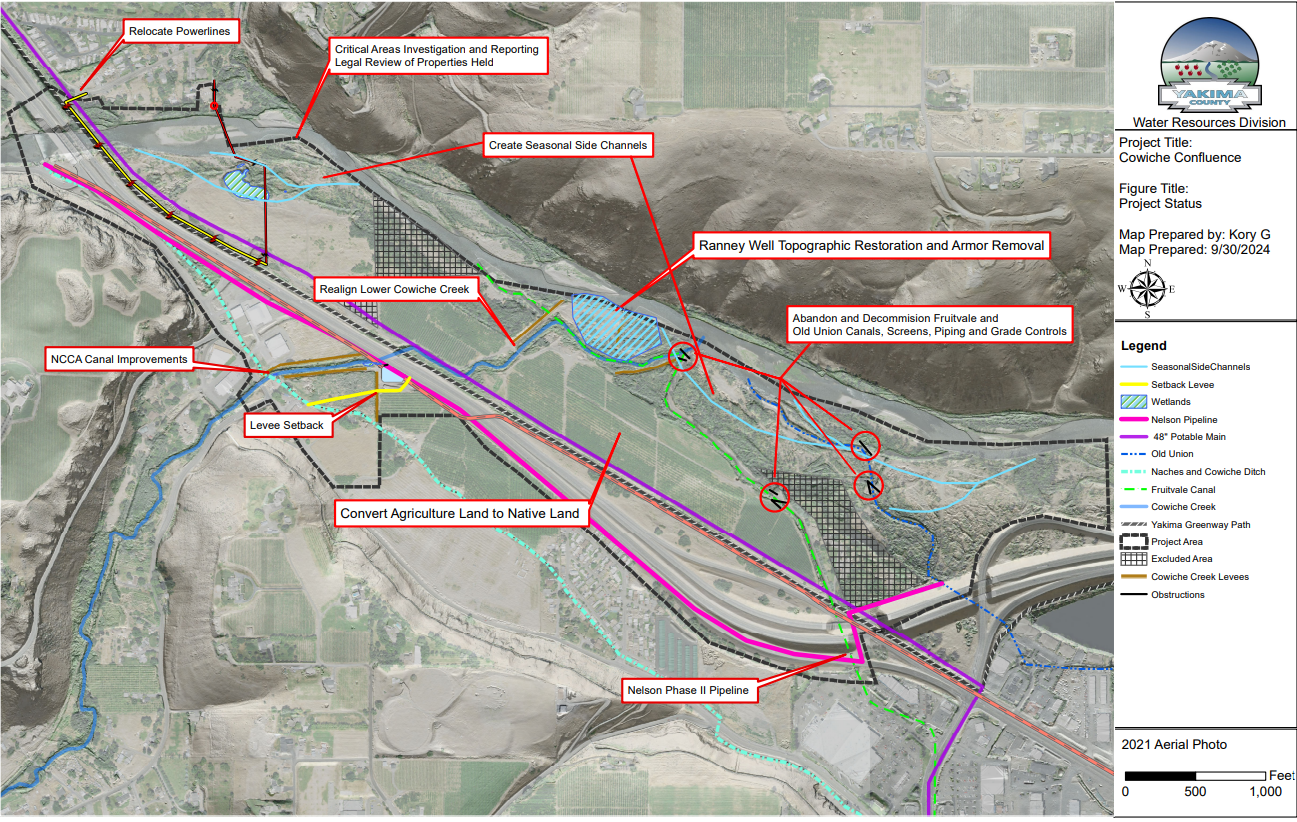 Relocate Powerlines
Critical Areas Investigation and Reporting
Legal Review of Properties Held
Create Seasonal Side Channels
Ranney Well Topographic Restoration and Armor Removal
Realign Lower Cowiche Creek
Abandon and Decommision Fruitvale and
Old Union Canals, Screens, Piping and Grade Controls
NCCA Canal Improvements
Levee Setback
Convert Agriculture Land to Native Land
Nelson Phase II Pipeline
YAKIMA
COUNTY
Water Resources Division
Project Title:
Cowiche Confluence
Figure Title:
Project Status
Map Prepared by: Kory G
Map Prepared: 9/30/2024
N
W E
S
Legend
SeasonalSideChannels
Setback Levee
Wetlands
Nelson Pipeline
48" Potable Main
Old Union
Naches and Cowiche Ditch
Fruitvale Canal
Cowiche Creek
Yakima Greenway Path
Project Area
Excluded Area
Cowiche Creek Levees
Obstructions
2021 Aerial Photo
Feet
0 500 1,000